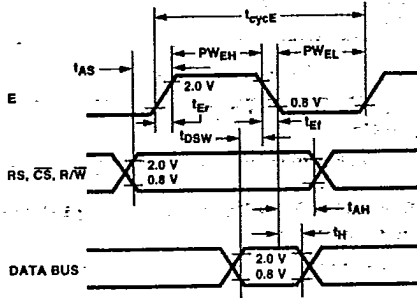 tcycE
PWEH
PWEL
tAS
E
2.0 V
0.8 V
tEr
tEf
tDSW
RS, C̅S̅, R/W̅
2.0 V
0.8 V
tAH
tH
DATA BUS
2.0 V
0.8 V